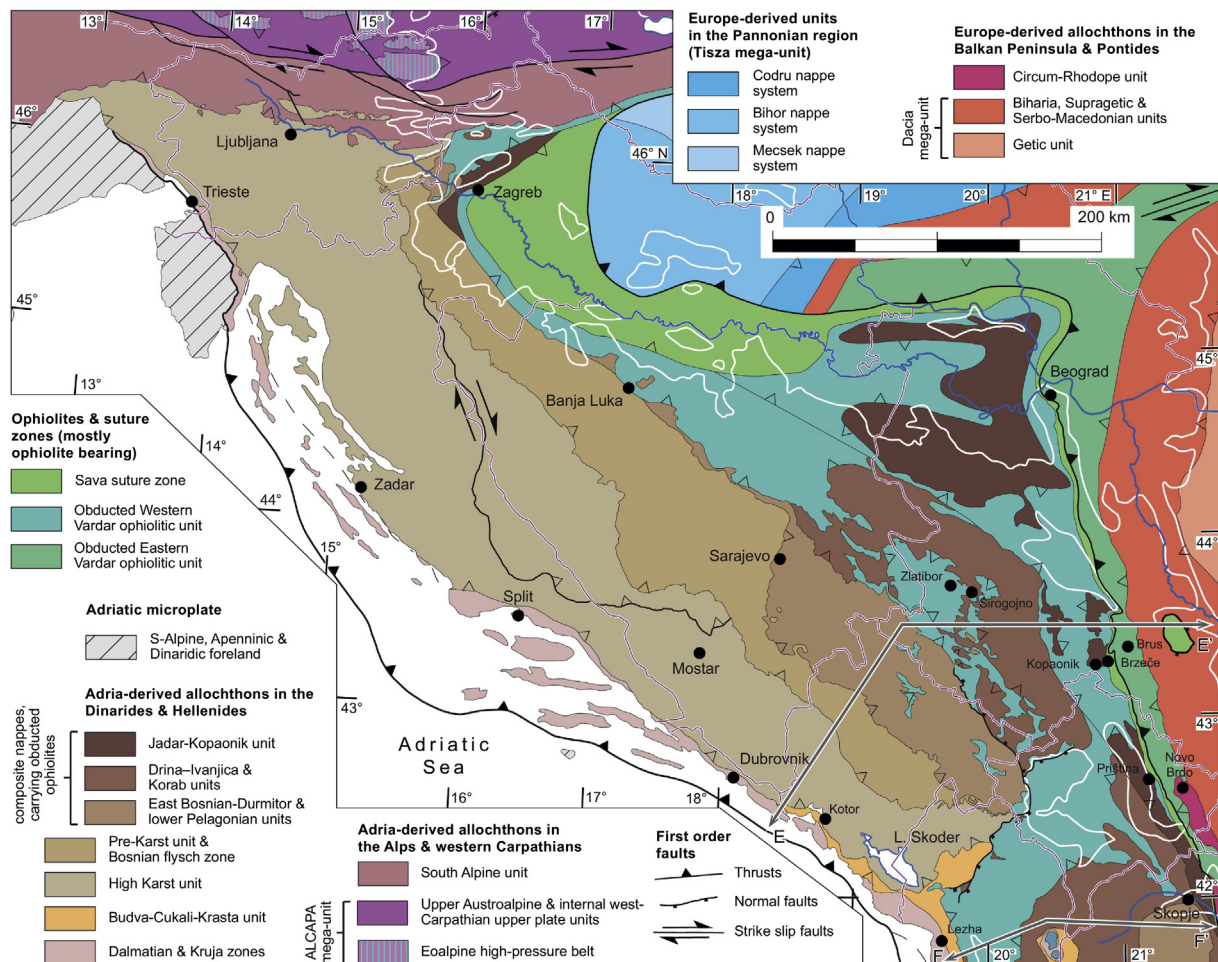 13°
14°
15°
16°
17°
46°
Ljubljana
Trieste
Zagreb
46° N
18°
19°
20°
21° E
0
200 km
Europe-derived units
in the Pannonian region
(Tisza mega-unit)
Codru nappe
system
Bihor nappe
system
Mecsek nappe
system
Europe-derived allochthons in the
Balkan Peninsula & Pontides
Circum-Rhodope unit
Dacia
mega-unit
Biharia, Supragetic &
Serbo-Macedonian units
Getic unit
45°
45°
Beograd
Banja Luka
13°
14°
44°
15°
Zadar
44°
Sarajevo
Zlatibor
Sirogojno
Split
Mostar
Kopaonik
Brus
Brzeče
E'
43°
43°
Adriatic
Sea
Dubrovnik
Priština
Novo
Brdo
16°
17°
18°
E
Kotor
L. Skoder
42°
Skopje
Lezha
F
20°
21°
F'
Ophiolites & suture
zones (mostly
ophiolite bearing)
Sava suture zone
Obducted Western
Vardar ophiolitic unit
Obducted Eastern
Vardar ophiolitic unit
Adriatic microplate
S-Alpine, Apenninic &
Dinaridic foreland
Adria-derived allochthons in the
Dinarides & Hellenides
composite nappes,
carrying obducted
ophiolites
Jadar-Kopaonik unit
Drina–Ivanjica &
Korab units
East Bosnian-Durmitor &
lower Pelagonian units
Pre-Karst unit &
Bosnian flysch zone
High Karst unit
Budva-Cukali-Krasta unit
Dalmatian & Kruja zones
Adria-derived allochthons in
the Alps & western Carpathians
South Alpine unit
ALCAPA
mega-unit
Upper Austroalpine & internal west-
Carpathian upper plate units
Eoalpine high-pressure belt
First order
faults
Thrusts
Normal faults
Strike slip faults